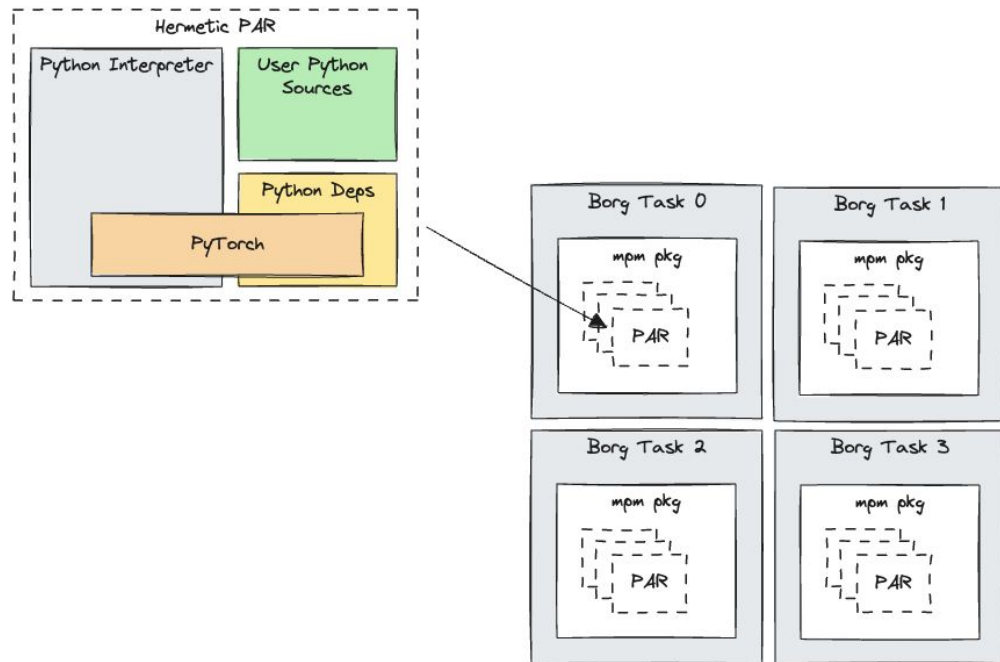 Hermetic PAR
Python Interpreter
User Python
Sources
Python Deps
PyTorch
Borg Task 0
mpm pkg
PAR
Borg Task 1
mpm pkg
PAR
Borg Task 2
mpm pkg
PAR
Borg Task 3
mpm pkg
PAR